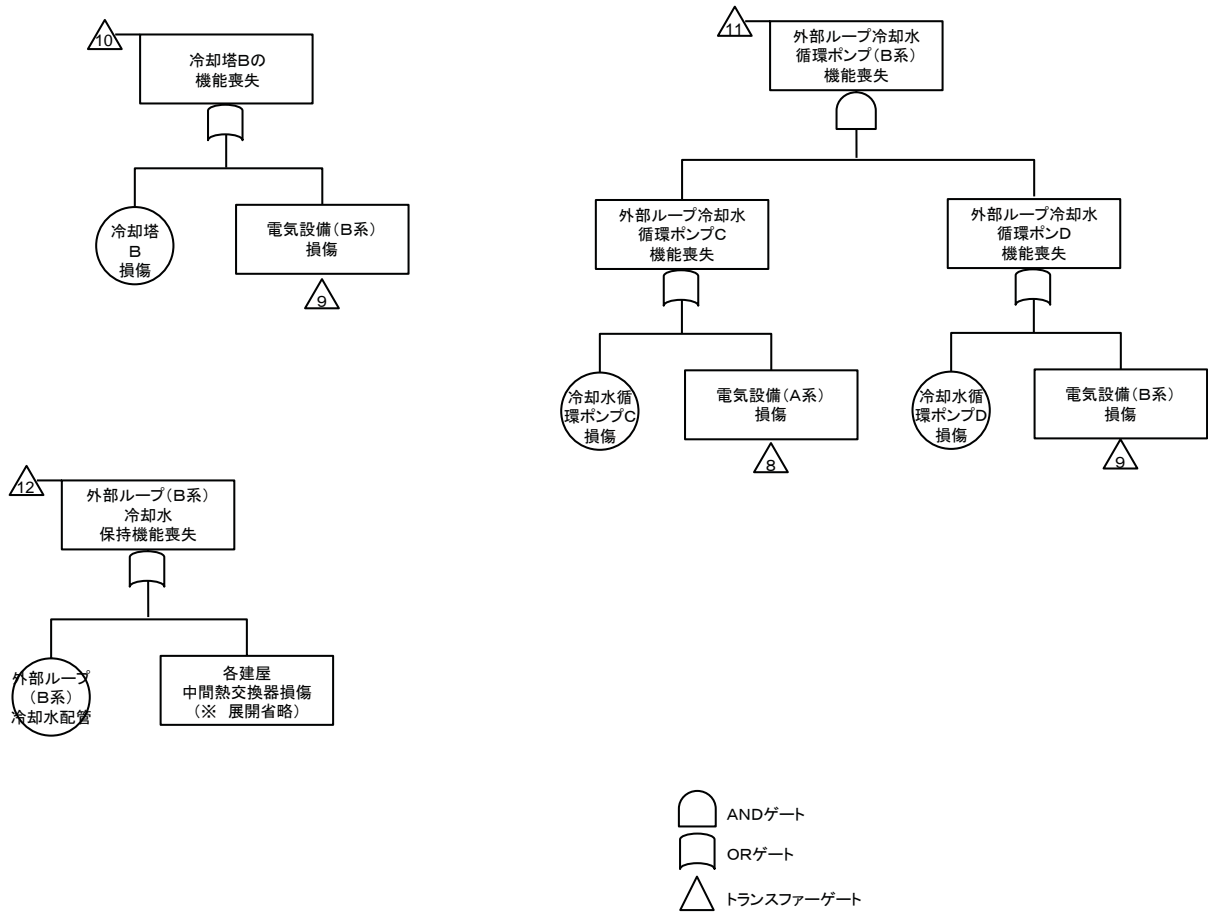 10
冷却塔Bの
機能喪失
冷却塔
B
損傷
電気設備（B系）
損傷
9
11
外部ループ冷却水
循環ポンプ（B系）
機能喪失
外部ループ冷却水
循環ポンプC
機能喪失
外部ループ冷却水
循環ポンD
機能喪失
冷却水循
環ポンプC
損傷
電気設備（A系）
損傷
8
冷却水循
環ポンプD
損傷
電気設備（B系）
損傷
9
12
外部ループ（B系）
冷却水
保持機能喪失
外部ループ
（B系）
冷却水配管
各建屋
中間熱交換器損傷
（※　展開省略）
ANDゲート
ORゲート
トランスファーゲート